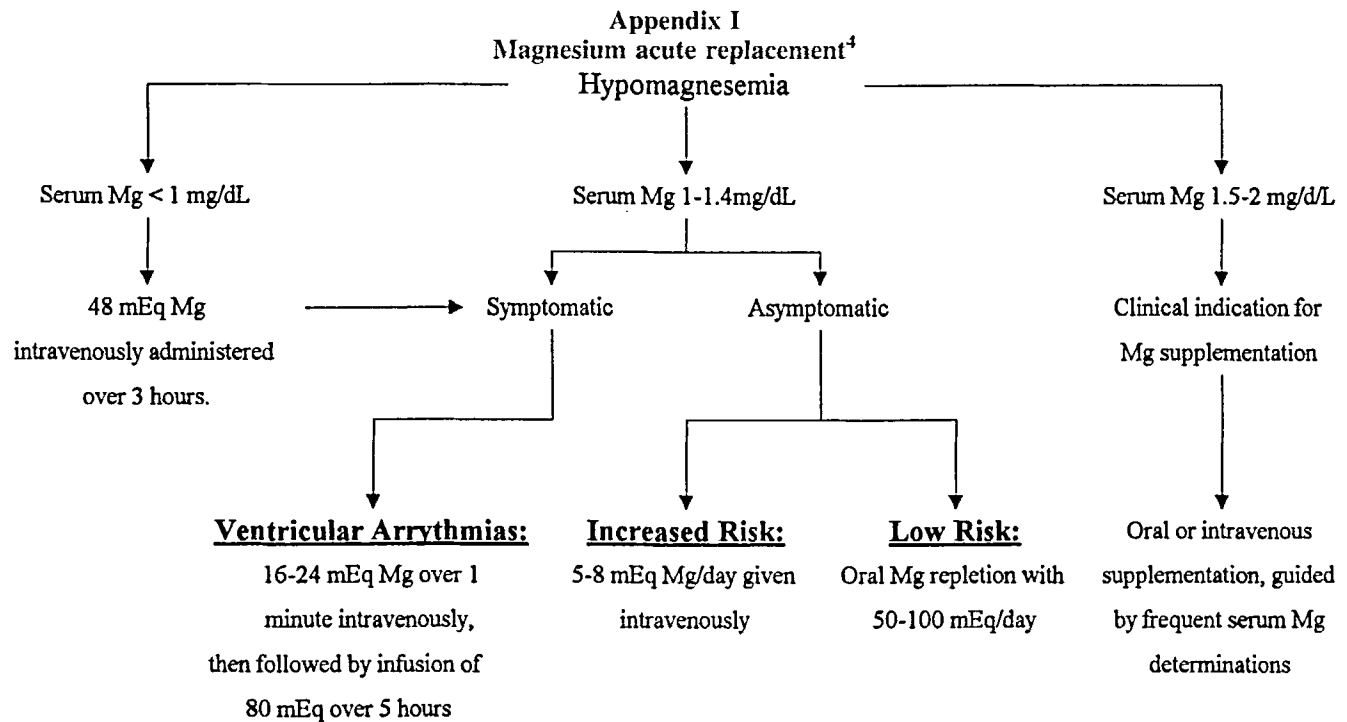 Appendix I
Magnesium acute replacement⁴
Hypomagnesemia
Serum Mg < 1 mg/dL
Serum Mg 1-1.4mg/dL
Serum Mg 1.5-2 mg/d/L
48 mEq Mg
intravenously administered
over 3 hours.
Symptomatic
Asymptomatic
Clinical indication for
Mg supplementation
Ventricular Arrythmias:
16-24 mEq Mg over 1
minute intravenously,
then followed by infusion of
80 mEq over 5 hours
Increased Risk:
5-8 mEq Mg/day given
intravenously
Low Risk:
Oral Mg repletion with
50-100 mEq/day
Oral or intravenous
supplementation, guided
by frequent serum Mg
determinations